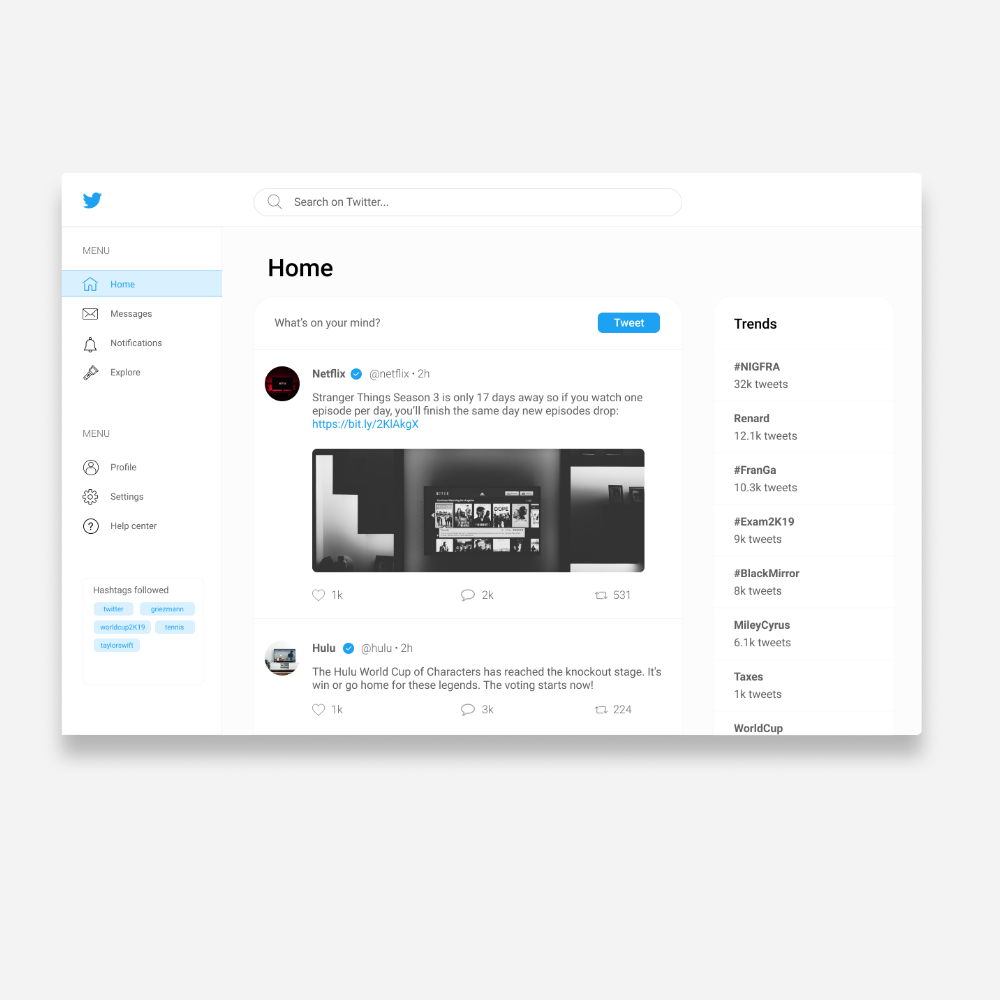 Search on Twitter...
MENU
Home
Messages
Notifications
Explore
MENU
Profile
Settings
Help center
Hashtags followed
twitter
griezmann
worldcup2K19
tennis
taylorswift
Home
What's on your mind?
Tweet
Netflix @netflix • 2h
Stranger Things Season 3 is only 17 days away so if you watch one
episode per day, you'll finish the same day new episodes drop:
https://bit.ly/2KlAkgX
DOPE
1k
2k
531
Hulu @hulu • 2h
The Hulu World Cup of Characters has reached the knockout stage. It's
win or go home for these legends. The voting starts now!
1k
3k
224
Trends
#NIGFRA
32k tweets
Renard
12.1k tweets
#FranGa
10.3k tweets
#Exam2K19
9k tweets
#BlackMirror
8k tweets
MileyCyrus
6.1k tweets
Taxes
1k tweets
WorldCup